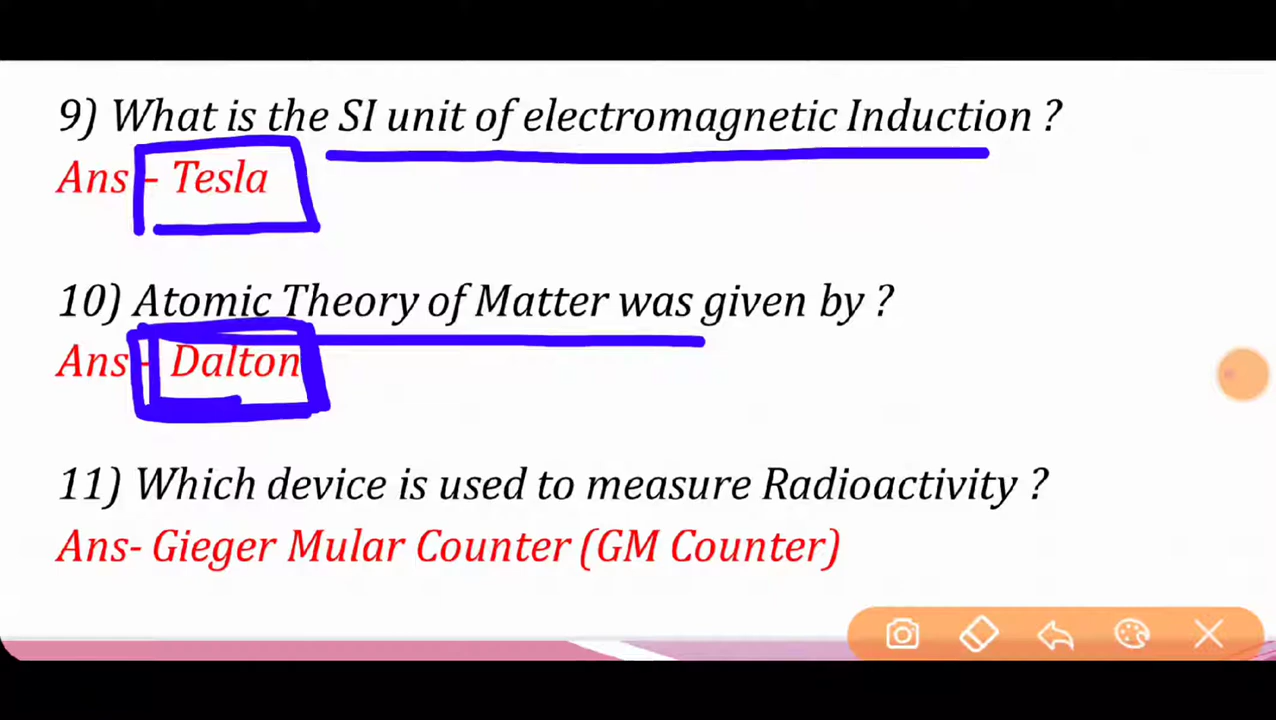 9) What is the SI unit of electromagnetic Induction ?
Ans - Tesla
10) Atomic Theory of Matter was given by ?
Ans - Dalton
11) Which device is used to measure Radioactivity ?
Ans- Gieger Mular Counter (GM Counter)